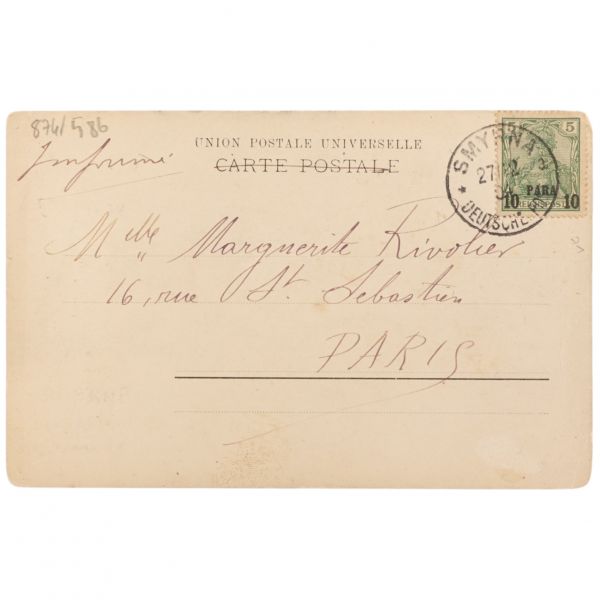 874/586
UNION POSTALE UNIVERSELLE
Imprimé
CARTE POSTALE
SMYRNA
27
DEUTSCHE
5
10 PARA 10
Mlle Marguerite Rivolier
16, rue St. Sebastien
PARIS